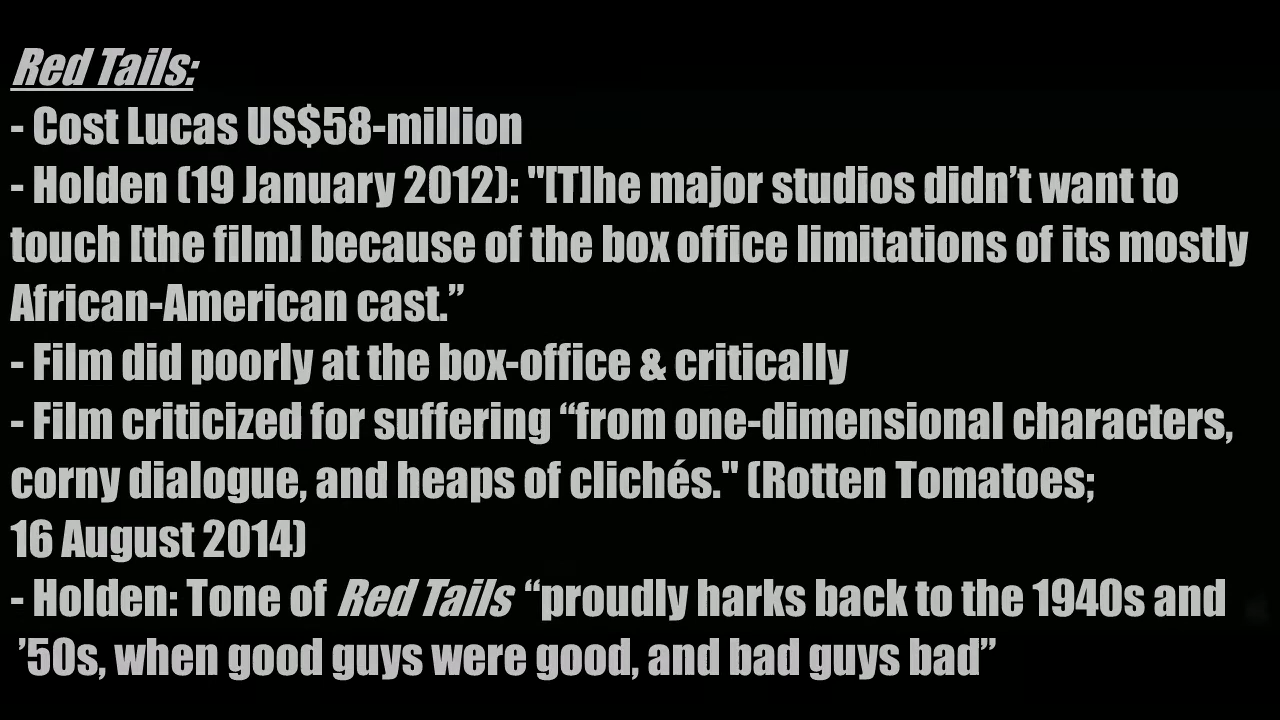 Red Tails:
- Cost Lucas US$58-million
- Holden (19 January 2012): "[T]he major studios didn’t want to
touch [the film] because of the box office limitations of its mostly
African-American cast.”
- Film did poorly at the box-office & critically
- Film criticized for suffering “from one-dimensional characters,
corny dialogue, and heaps of clichés." (Rotten Tomatoes;
16 August 2014)
- Holden: Tone of Red Tails “proudly harks back to the 1940s and
’50s, when good guys were good, and bad guys bad”